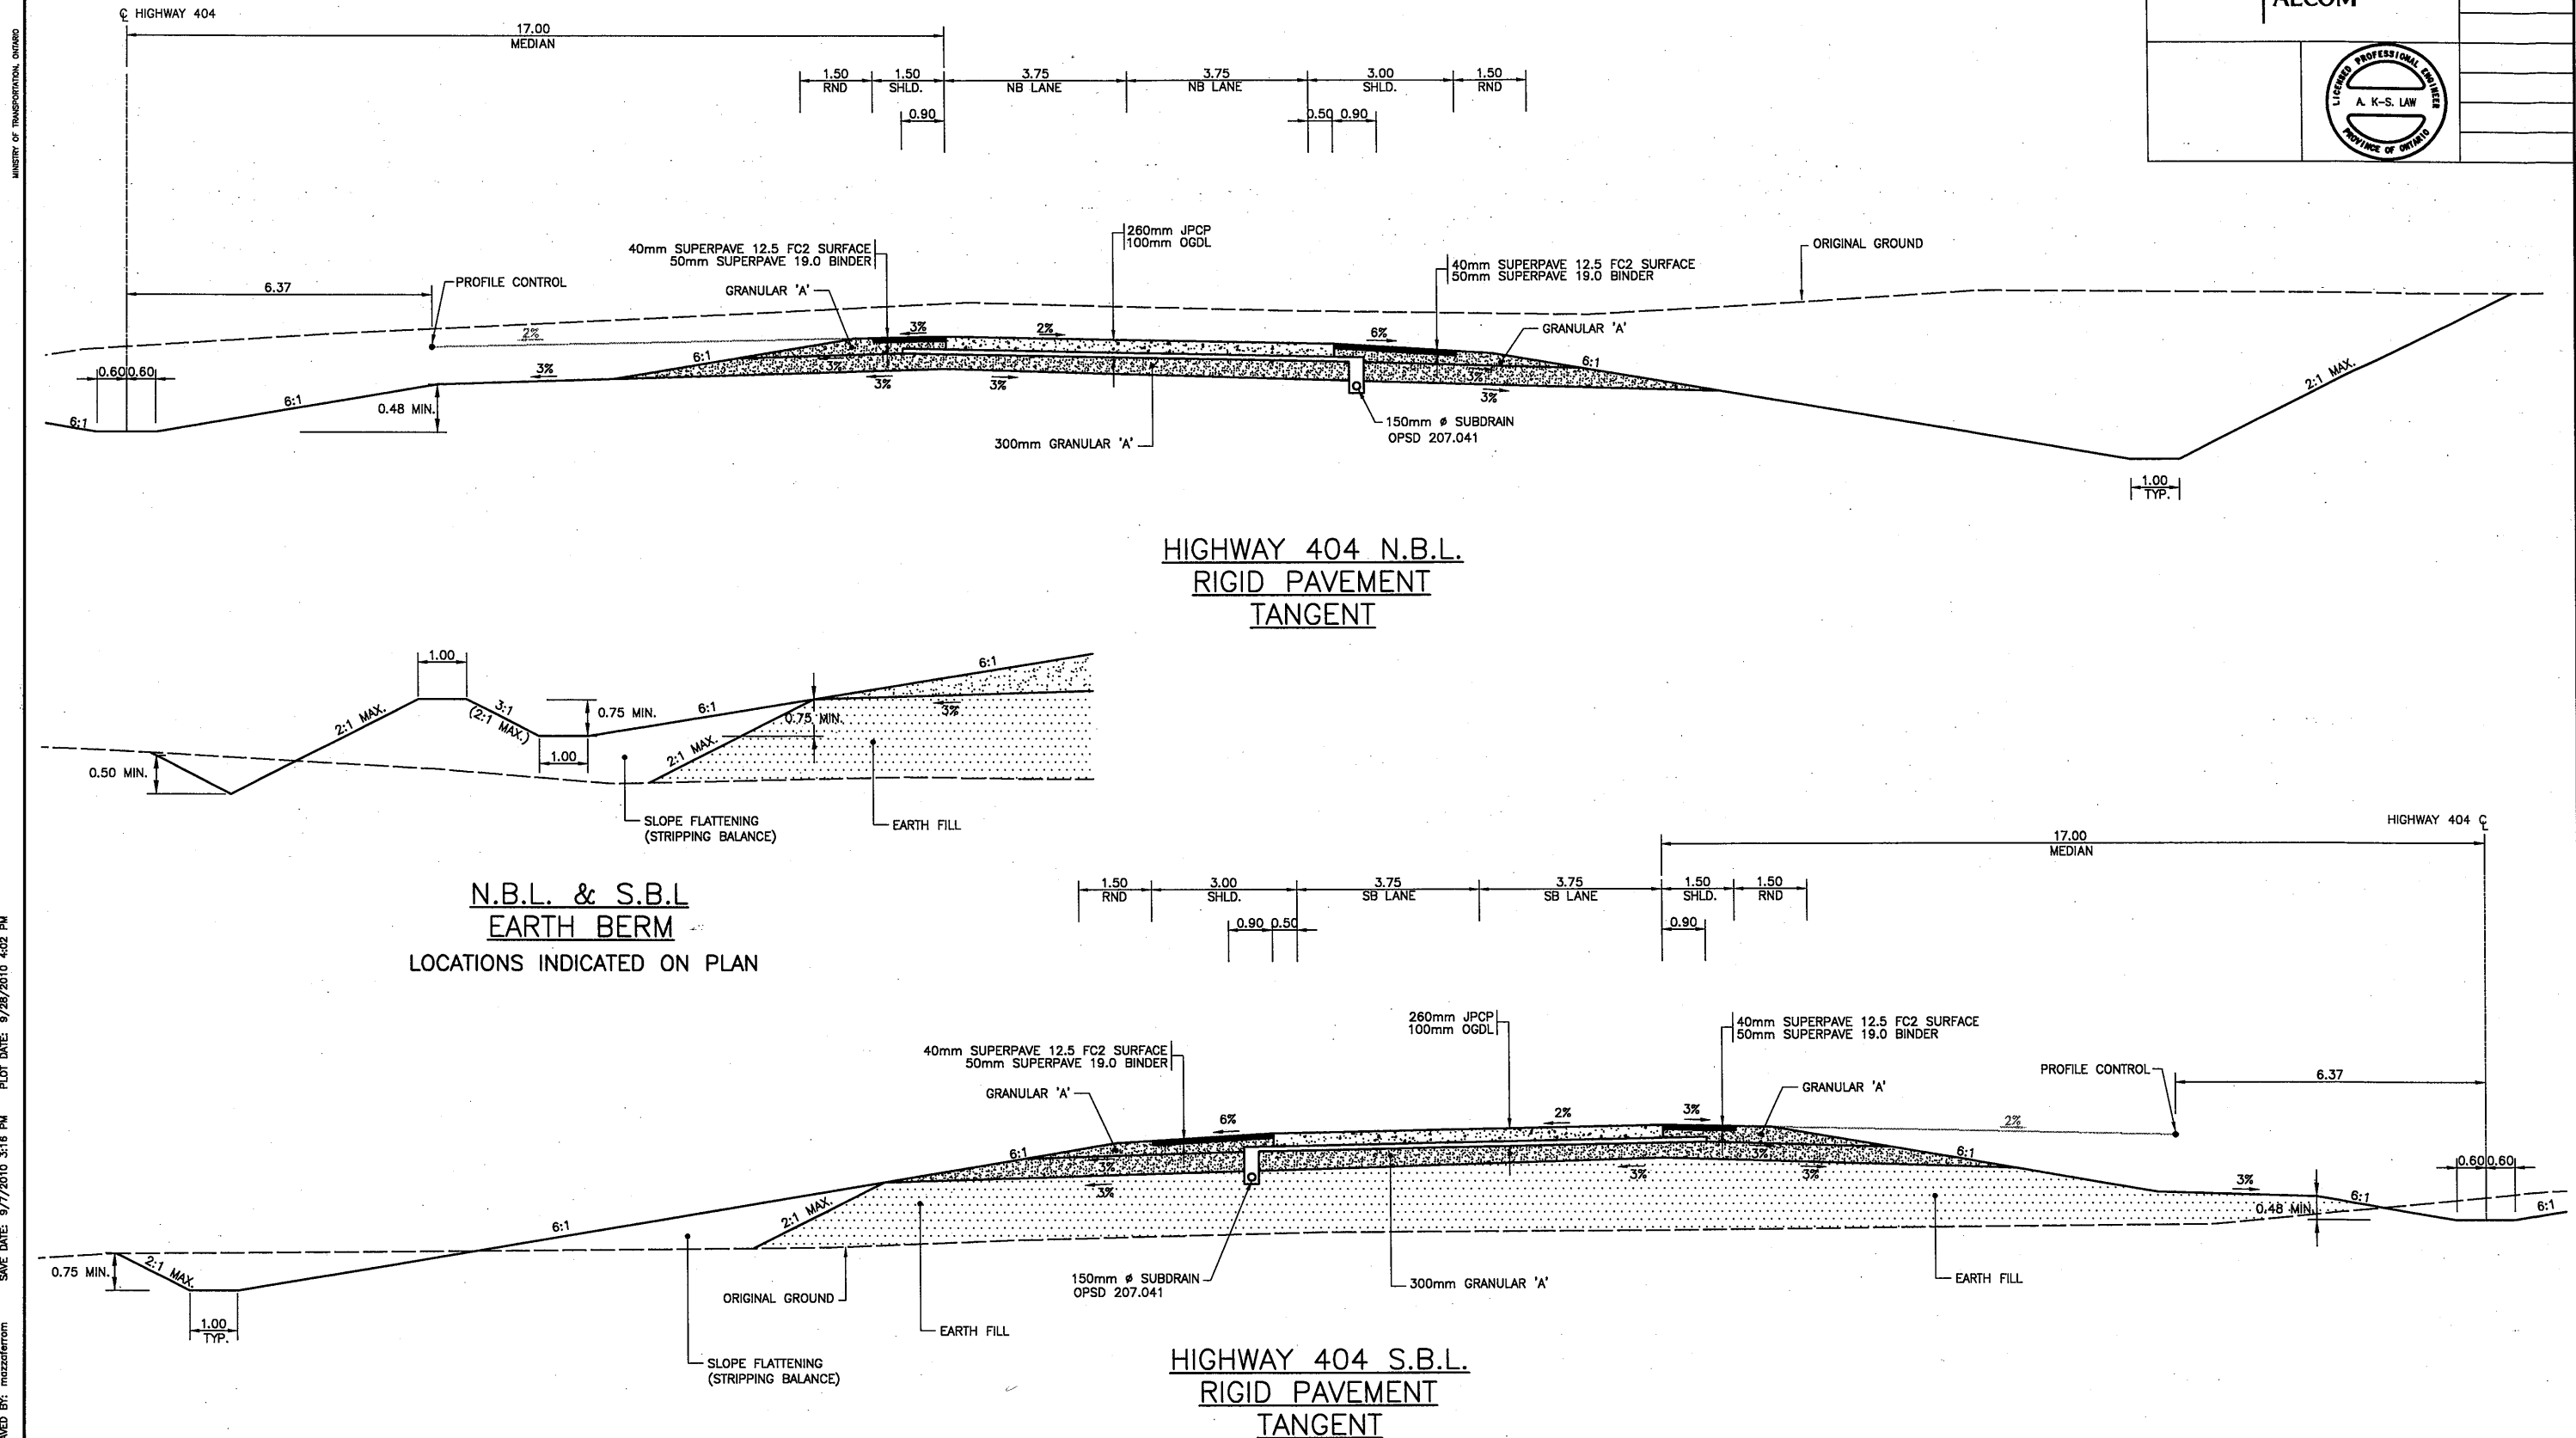 ℄ HIGHWAY 404
17.00
MEDIAN
1.50 1.50 3.75 3.75 3.00 1.50
RND SHLD. NB LANE NB LANE SHLD. RND
0.90 0.50 0.90
AECOM
LICENSED PROFESSIONAL ENGINEER
A. K-S. LAW
PROVINCE OF ONTARIO
MINISTRY OF TRANSPORTATION, ONTARIO
40mm SUPERPAVE 12.5 FC2 SURFACE
50mm SUPERPAVE 19.0 BINDER
260mm JPCP
100mm OGDL
40mm SUPERPAVE 12.5 FC2 SURFACE
50mm SUPERPAVE 19.0 BINDER
ORIGINAL GROUND
6.37
PROFILE CONTROL
GRANULAR 'A'
GRANULAR 'A'
2% 3% 2% 6%
6:1 6:1
2:1 MAX.
0.60 0.60
3% 3% 3% 3% 3% 3%
6:1 6:1
0.48 MIN.
150mm ø SUBDRAIN
OPSD 207.041
300mm GRANULAR 'A'
1.00
TYP.
HIGHWAY 404 N.B.L.
RIGID PAVEMENT
TANGENT
1.00
6:1
2:1 MAX.
3:1
(2:1 MAX.)
0.75 MIN.
6:1
0.75 MIN.
3%
0.50 MIN.
1.00
2:1 MAX.
SLOPE FLATTENING
(STRIPPING BALANCE)
EARTH FILL
N.B.L. & S.B.L
EARTH BERM
LOCATIONS INDICATED ON PLAN
HIGHWAY 404 ℄
17.00
MEDIAN
1.50 3.00 3.75 3.75 1.50 1.50
RND SHLD. SB LANE SB LANE SHLD. RND
0.90 0.50 0.90
40mm SUPERPAVE 12.5 FC2 SURFACE
50mm SUPERPAVE 19.0 BINDER
260mm JPCP
100mm OGDL
40mm SUPERPAVE 12.5 FC2 SURFACE
50mm SUPERPAVE 19.0 BINDER
PROFILE CONTROL
6.37
GRANULAR 'A'
GRANULAR 'A'
6% 2% 3% 2%
6:1 3% 3% 6:1
3% 3% 3% 3%
0.60 0.60
6:1 6:1
0.48 MIN.
2:1 MAX.
6:1
0.75 MIN.
2:1 MAX.
1.00
TYP.
ORIGINAL GROUND
150mm ø SUBDRAIN
OPSD 207.041
300mm GRANULAR 'A'
EARTH FILL
EARTH FILL
SLOPE FLATTENING
(STRIPPING BALANCE)
HIGHWAY 404 S.B.L.
RIGID PAVEMENT
TANGENT
SAVED BY: mazzaferrom SAVE DATE: 9/7/2010 3:16 PM PLOT DATE: 9/28/2010 4:02 PM